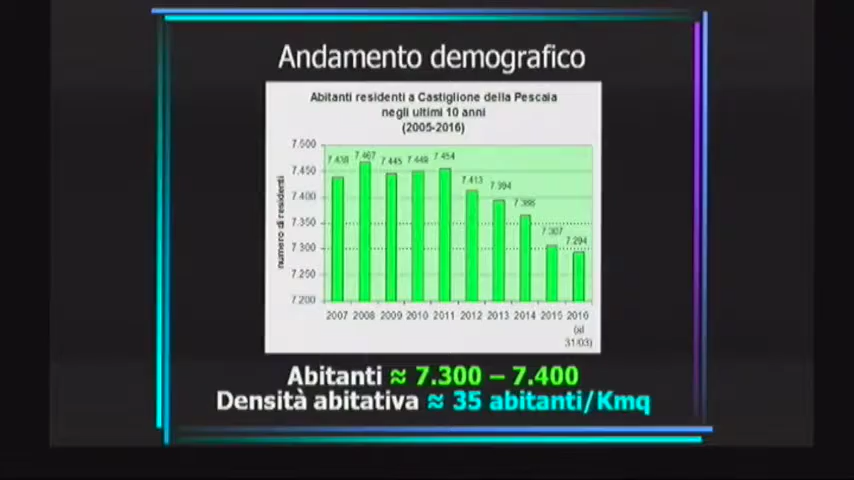 Andamento demografico
Abitanti residenti a Castiglione della Pescaia
negli ultimi 10 anni
(2005-2016)
numero di residenti
7.500
7.450
7.400
7.350
7.300
7.250
7.200
7.438 7.467 7.445 7.449 7.454 7.413 7.394 7.307 7.294
2007 2008 2009 2010 2011 2012 2013 2014 2015 2016
(al
31/03)
Abitanti ≈ 7.300 – 7.400
Densità abitativa ≈ 35 abitanti/Kmq